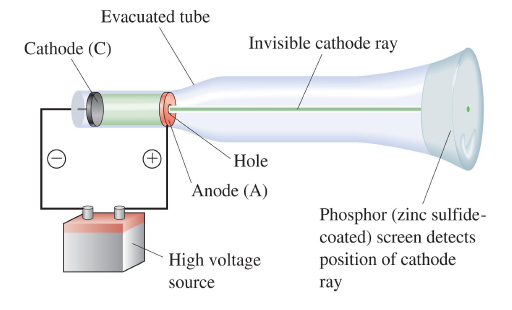 Evacuated tube
Cathode (C)
Invisible cathode ray
−
+
Hole
Anode (A)
Phosphor (zinc sulfide-
coated) screen detects
position of cathode
ray
High voltage
source